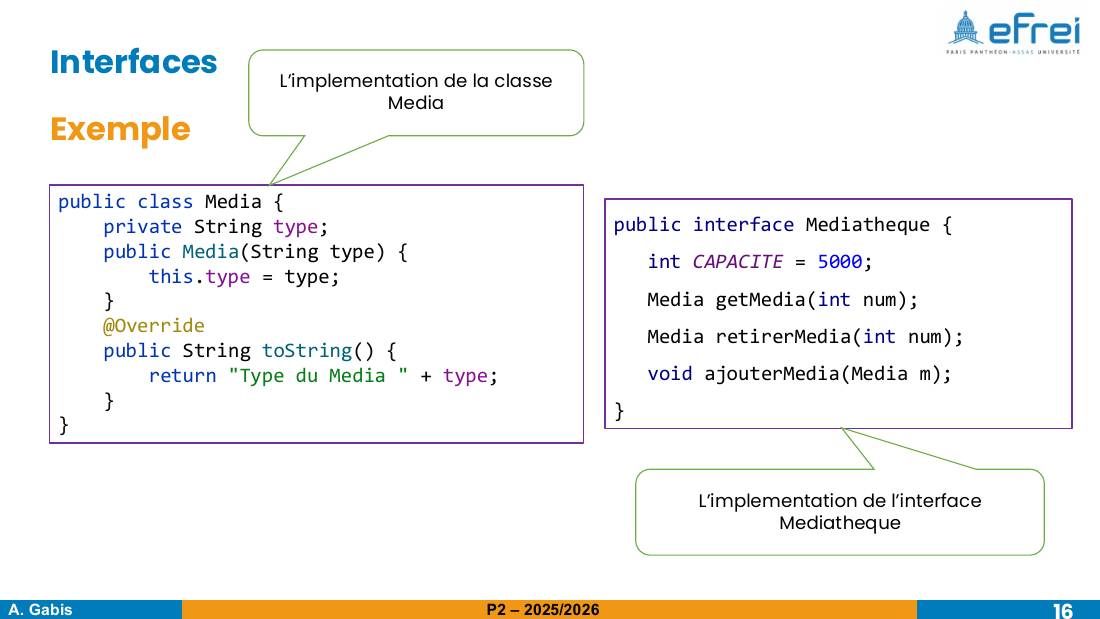 efrei
PARIS PANTHÉON-ASSAS UNIVERSITÉ
Interfaces
Exemple
L'implementation de la classe
Media
public class Media {
    private String type;
    public Media(String type) {
        this.type = type;
    }
    @Override
    public String toString() {
        return "Type du Media " + type;
    }
}
public interface Mediatheque {
   int CAPACITE = 5000;
   Media getMedia(int num);
   Media retirerMedia(int num);
   void ajouterMedia(Media m);
}
L'implementation de l'interface
Mediatheque
A. Gabis
P2 – 2025/2026
16